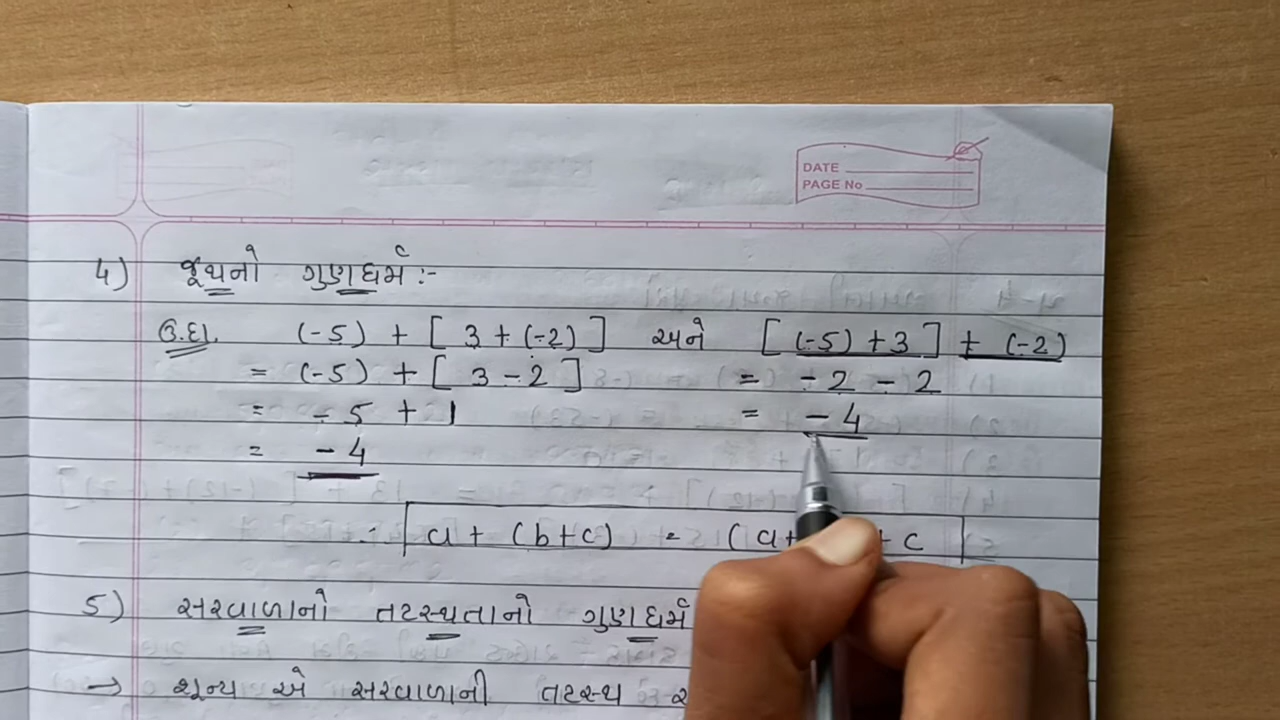 DATE
PAGE No
4) જૂથનો ગુણધર્મ :-
ઉ.દા. (-5) + [ 3 + (-2) ] અને [ (-5) + 3 ] + (-2)
= (-5) + [ 3 - 2 ] = - 2 - 2
= - 5 + 1 = - 4
= - 4
∴ a + (b+c) = (a+ + c
5) સરવાળાનો તટસ્થતાનો ગુણધર્મ
→ શૂન્ય એ સરવાળાની તટસ્થ